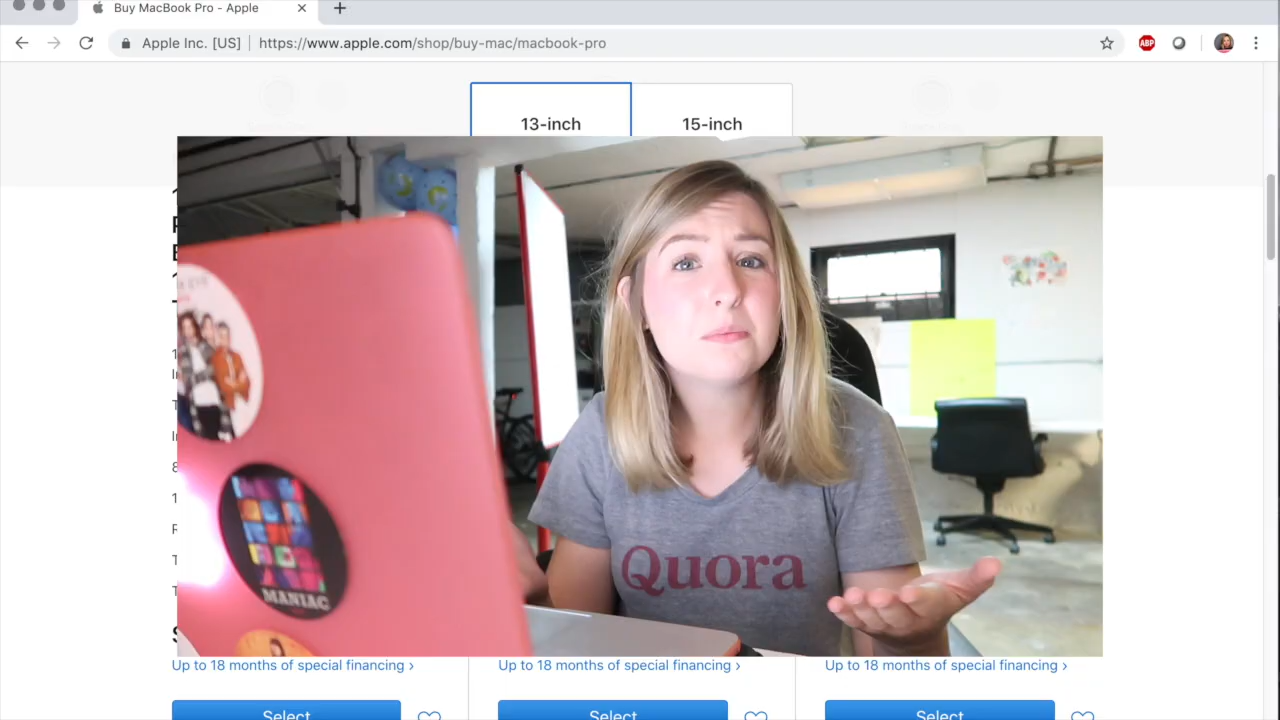 Buy MacBook Pro - Apple
Apple Inc. [US] https://www.apple.com/shop/buy-mac/macbook-pro
ABP
13-inch 15-inch
MANIAC
Quora
Up to 18 months of special financing › Up to 18 months of special financing › Up to 18 months of special financing ›
Select Select Select